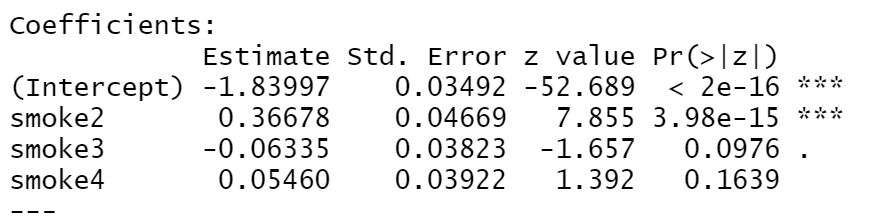 Coefficients:
            Estimate Std. Error z value Pr(>|z|)
(Intercept) -1.83997    0.03492 -52.689  < 2e-16 ***
smoke2       0.36678    0.04669   7.855 3.98e-15 ***
smoke3      -0.06335    0.03823  -1.657   0.0976 .
smoke4       0.05460    0.03922   1.392   0.1639
---